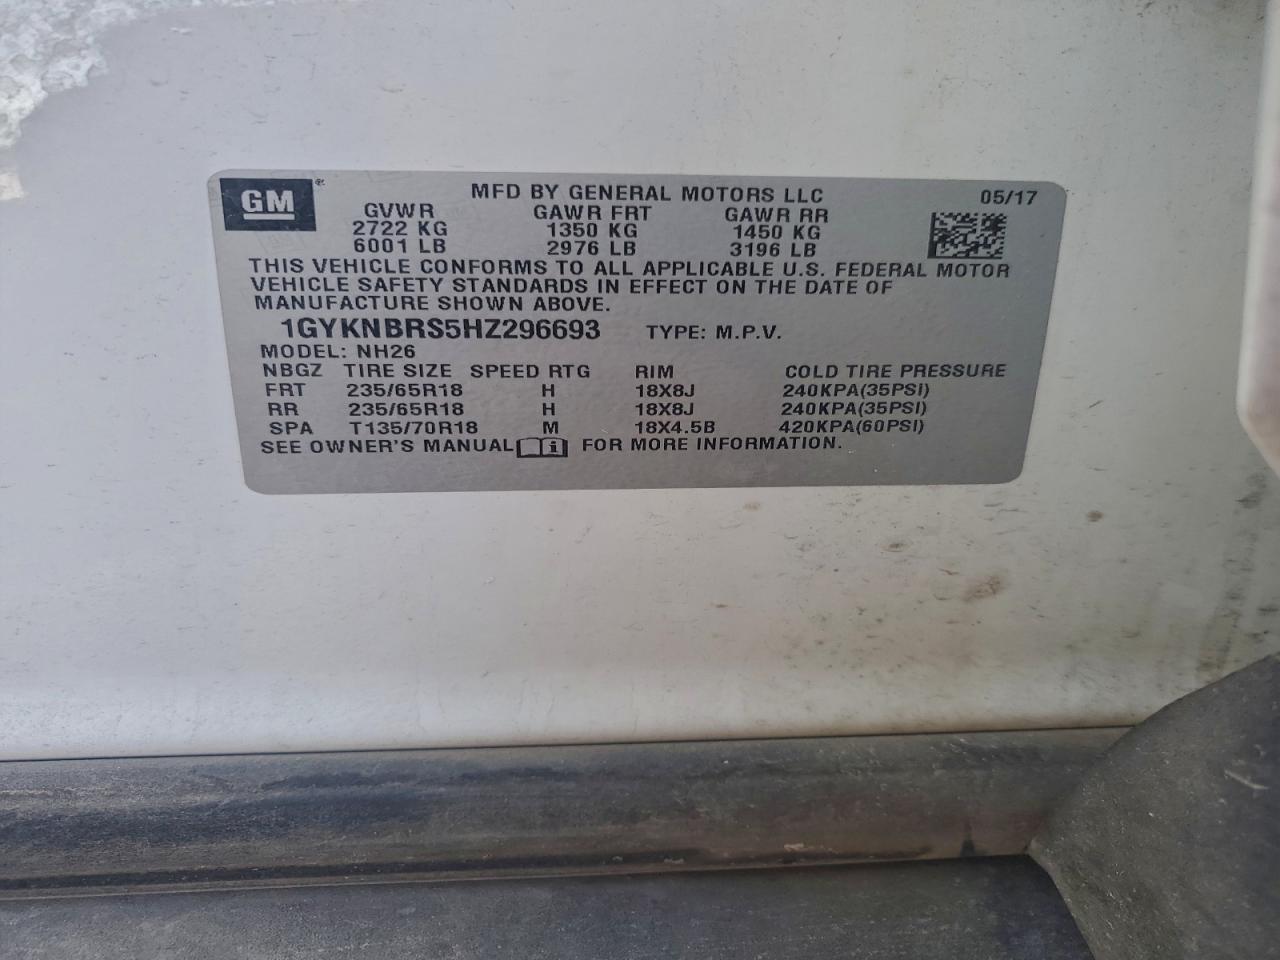 GM
MFD BY GENERAL MOTORS LLC 05/17
GVWR GAWR FRT GAWR RR
2722 KG 1350 KG 1450 KG
6001 LB 2976 LB 3196 LB
THIS VEHICLE CONFORMS TO ALL APPLICABLE U.S. FEDERAL MOTOR
VEHICLE SAFETY STANDARDS IN EFFECT ON THE DATE OF
MANUFACTURE SHOWN ABOVE.
1GYKNBRS5HZ296693 TYPE: M.P.V.
MODEL: NH26
NBGZ TIRE SIZE SPEED RTG RIM COLD TIRE PRESSURE
FRT 235/65R18 H 18X8J 240KPA(35PSI)
RR 235/65R18 H 18X8J 240KPA(35PSI)
SPA T135/70R18 M 18X4.5B 420KPA(60PSI)
SEE OWNER'S MANUAL i FOR MORE INFORMATION.